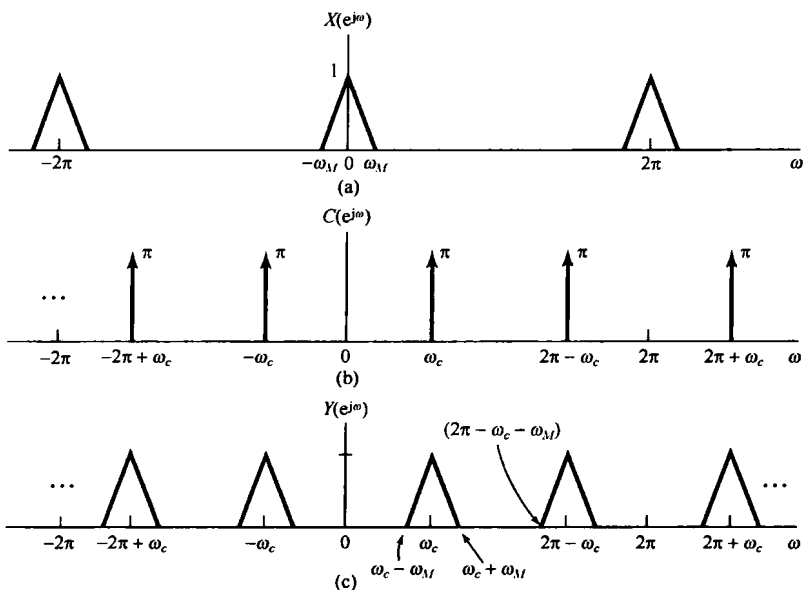 X(e^{jω})
1
−2π −ω_M 0 ω_M 2π ω
(a)
C(e^{jω})
π π π π π
...
−2π −2π + ω_c −ω_c 0 ω_c 2π − ω_c 2π 2π + ω_c ω
(b)
Y(e^{jω})
(2π − ω_c − ω_M)
... ...
−2π −2π + ω_c −ω_c 0 ω_c 2π − ω_c 2π 2π + ω_c ω
ω_c − ω_M ω_c + ω_M
(c)